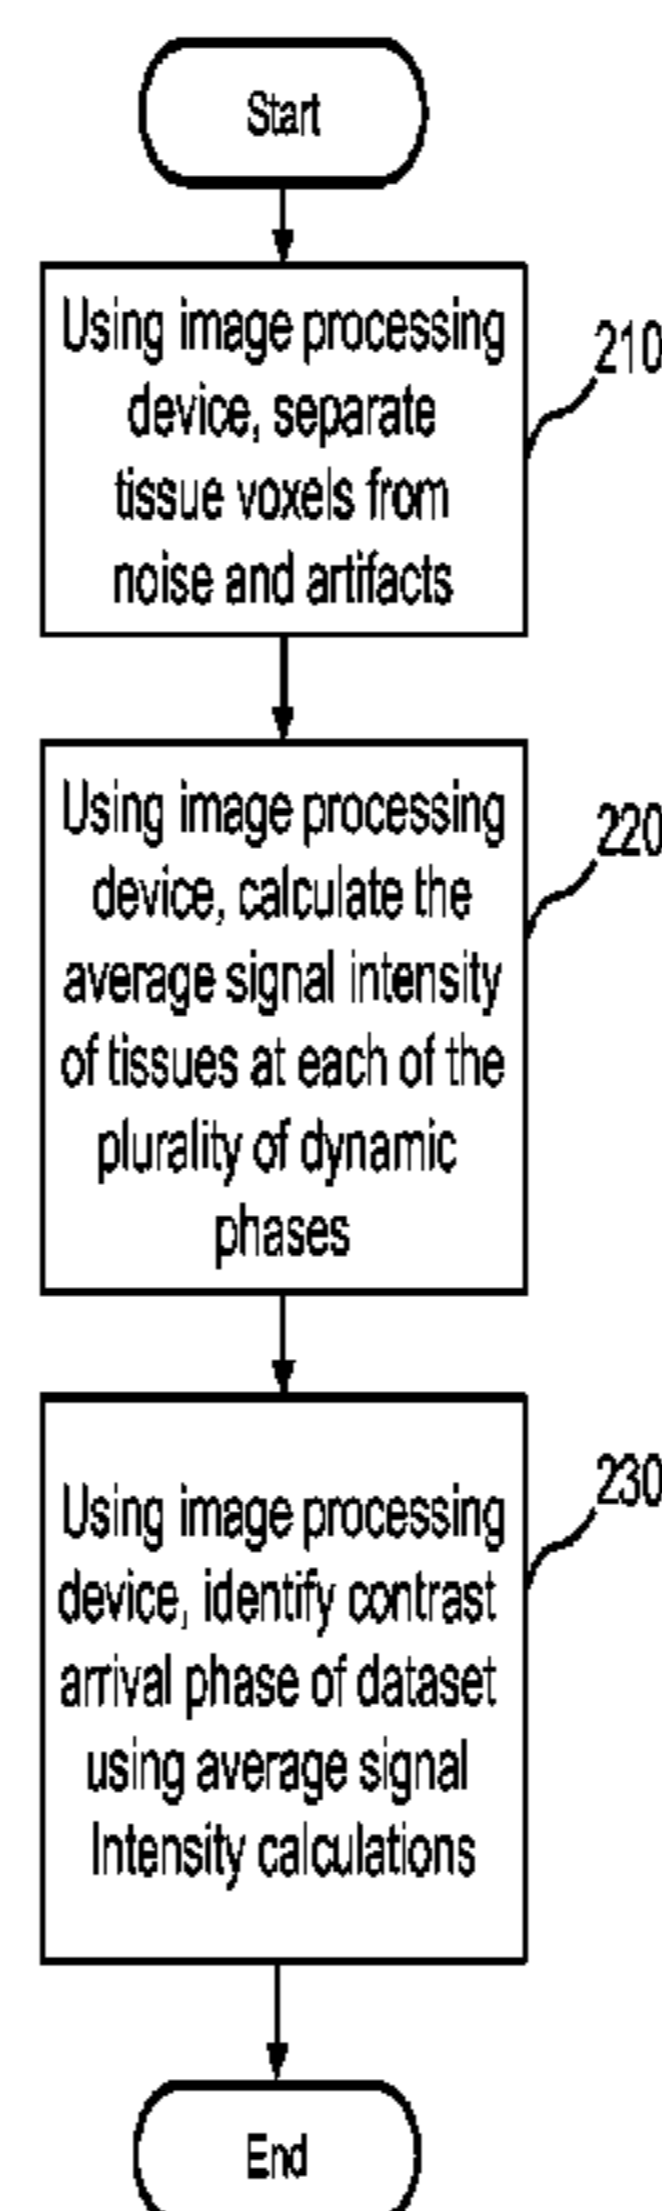 Start
Using image processing
device, separate
tissue voxels from
noise and artifacts
210
Using image processing
device, calculate the
average signal intensity
of tissues at each of the
plurality of dynamic
phases
220
Using image processing
device, identify contrast
arrival phase of dataset
using average signal
Intensity calculations
230
End